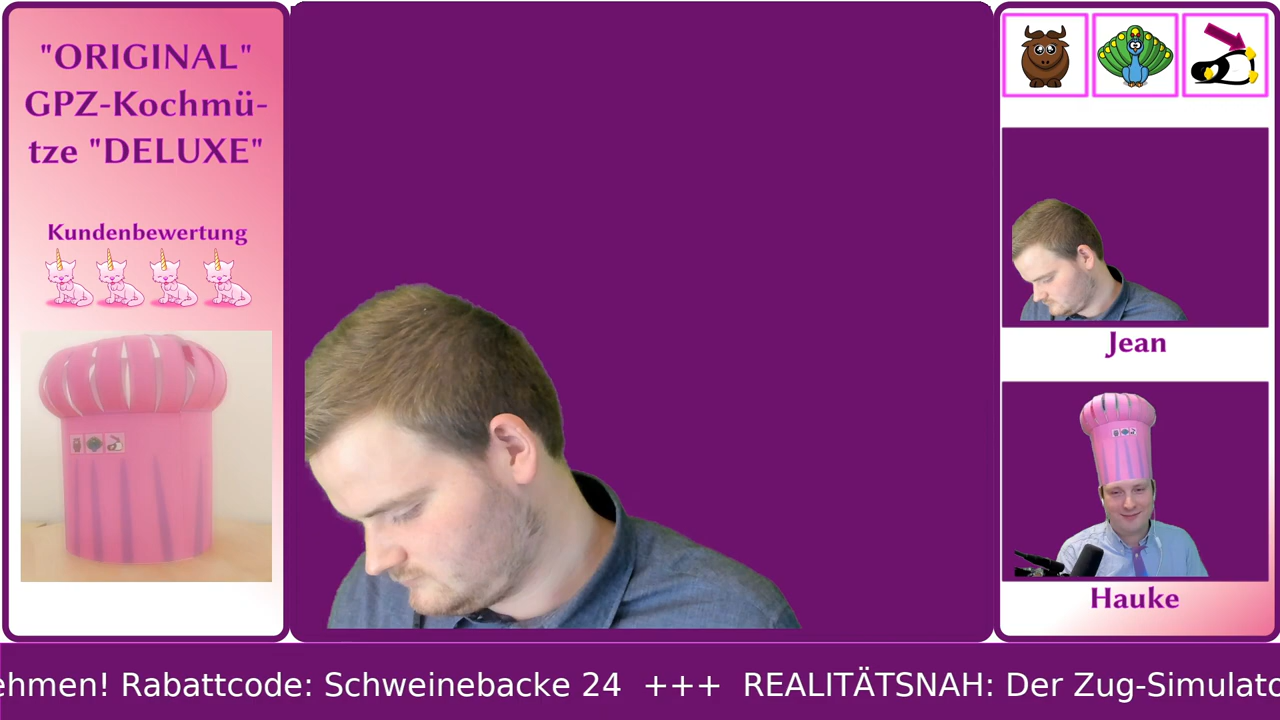 "ORIGINAL"
GPZ-Kochmü-
tze "DELUXE"
Kundenbewertung
Jean
Hauke
ehmen! Rabattcode: Schweinebacke 24 +++ REALITÄTSNAH: Der Zug-Simulato